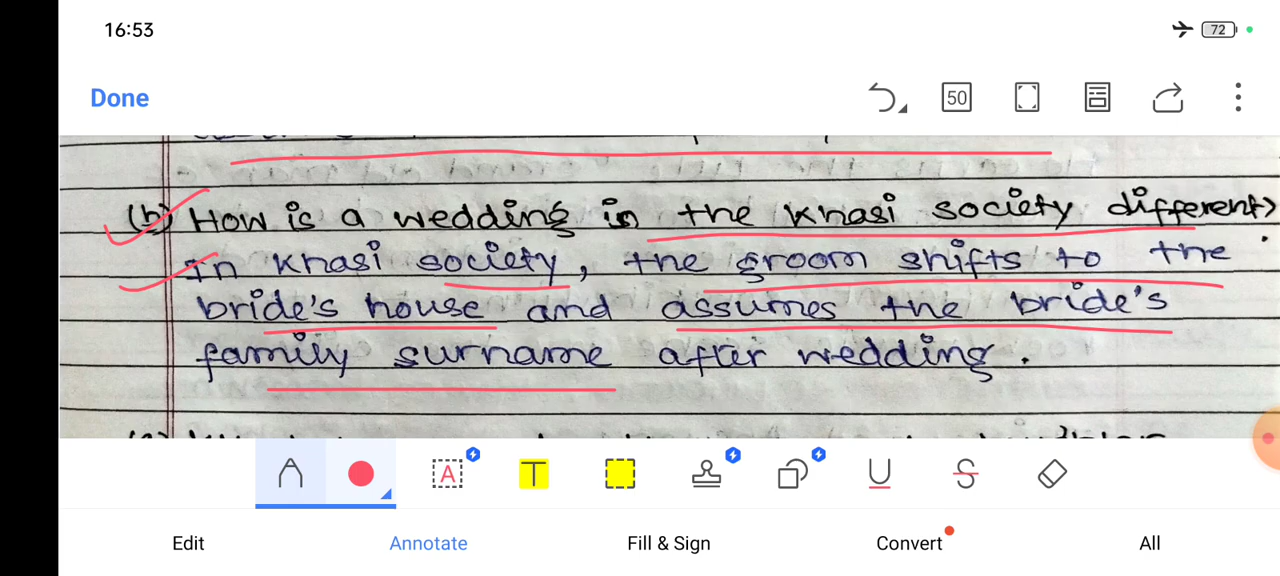 16:53
72
Done
50
(b) How is a wedding in the Khasi society different?
In Khasi society, the groom shifts to the
bride's house and assumes the bride's
family surname after wedding.
A
T
U
S
Edit
Annotate
Fill & Sign
Convert
All